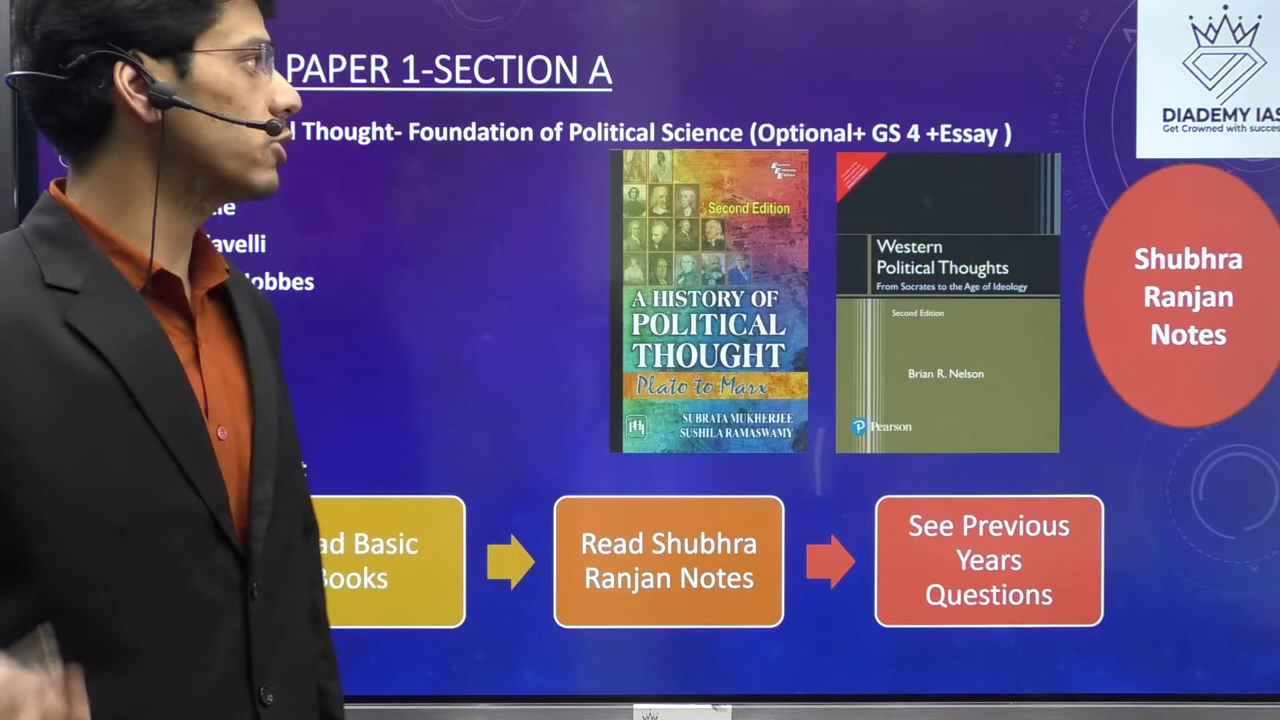 PAPER 1-SECTION A
Thought- Foundation of Political Science (Optional+ GS 4 +Essay )
DIADEMY IAS
Get Crowned with
Second Edition
A HISTORY OF
POLITICAL
THOUGHT
Plato to Marx
SUBRATA MUKHERJEE
SUSHILA RAMASWAMY
PHI
Western
Political Thoughts
From Socrates to the Age of Ideology
Second Edition
Brian R. Nelson
Pearson
Shubhra
Ranjan
Notes
Basic
Read Shubhra
Ranjan Notes
See Previous
Years
Questions